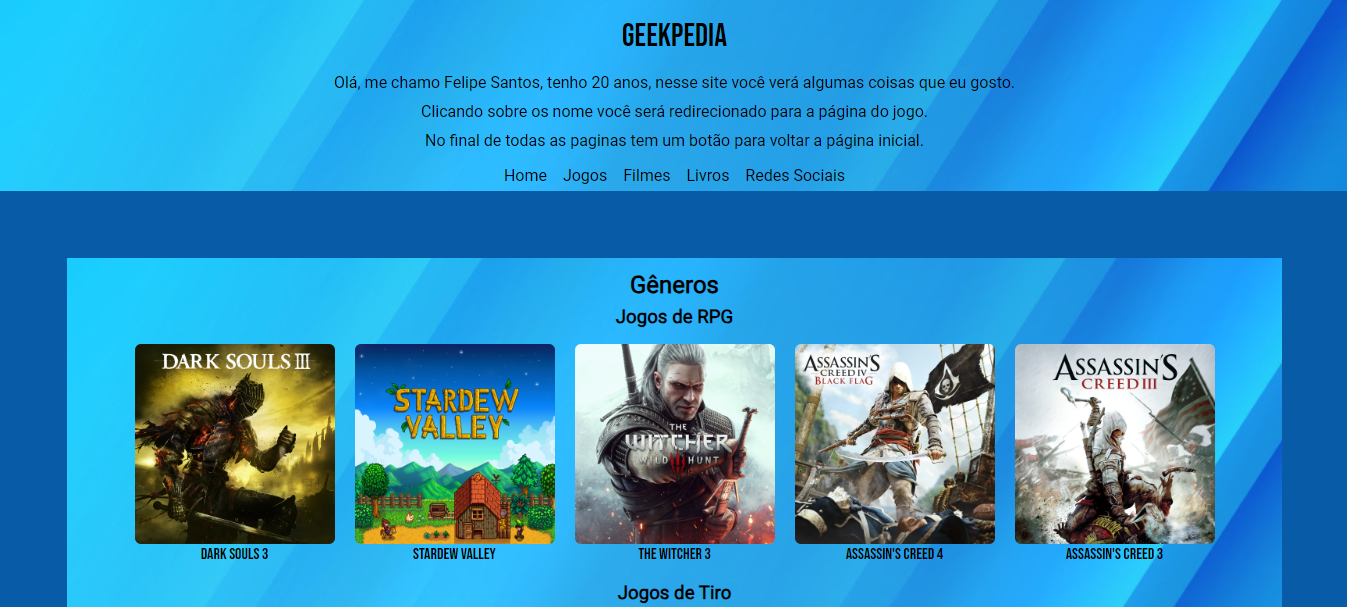 GEEKPEDIA
Olá, me chamo Felipe Santos, tenho 20 anos, nesse site você verá algumas coisas que eu gosto.
Clicando sobre os nome você será redirecionado para a página do jogo.
No final de todas as paginas tem um botão para voltar a página inicial.
Home Jogos Filmes Livros Redes Sociais
Gêneros
Jogos de RPG
DARK SOULS III
STARDEW
VALLEY
THE
WITCHER
WILD HUNT
ASSASSIN'S
CREED IV
BLACK FLAG
ASSASSIN'S
CREED III
DARK SOULS 3
STARDEW VALLEY
THE WITCHER 3
ASSASSIN'S CREED 4
ASSASSIN'S CREED 3
Jogos de Tiro